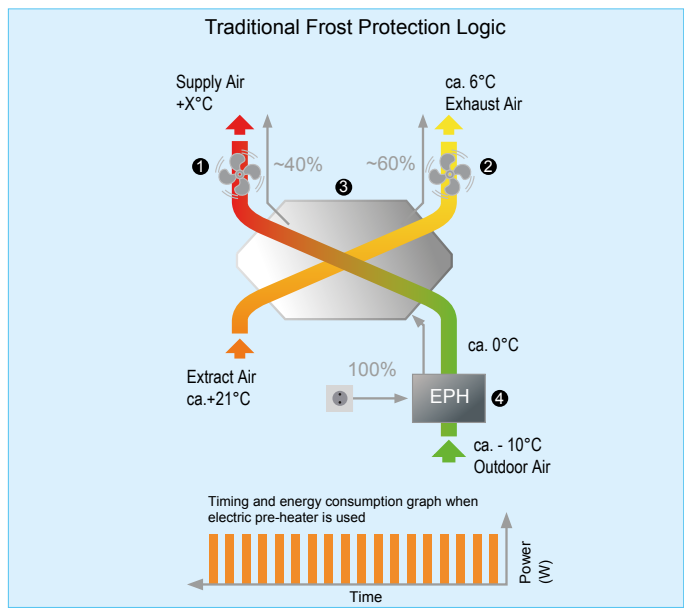 Traditional Frost Protection Logic
Supply Air
+X°C
ca. 6°C
Exhaust Air
1
~40%
~60%
2
3
ca. 0°C
Extract Air
ca.+21°C
100%
EPH
4
ca. - 10°C
Outdoor Air
Timing and energy consumption graph when
electric pre-heater is used
Power
(W)
Time